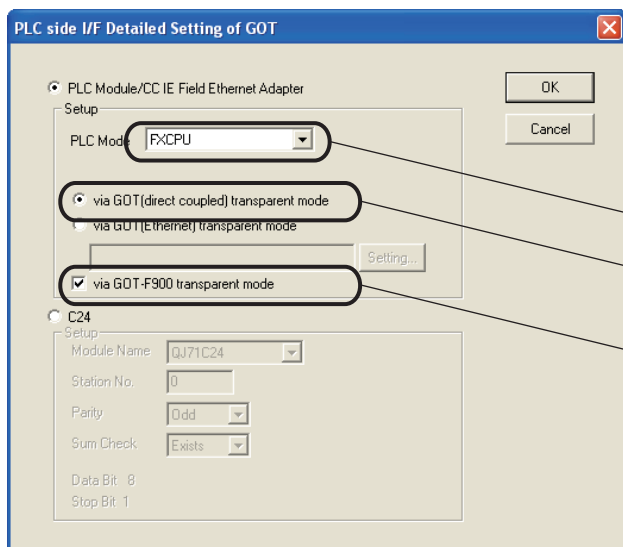 PLC side I/F Detailed Setting of GOT
PLC Module/CC IE Field Ethernet Adapter
OK
Setup
Cancel
PLC Mode
FXCPU
via GOT(direct coupled) transparent mode
via GOT(Ethernet) transparent mode
Setting...
via GOT-F900 transparent mode
C24
Setup
Module Name QJ71C24
Station No. 0
Parity Odd
Sum Check Exists
Data Bit 8
Stop Bit 1